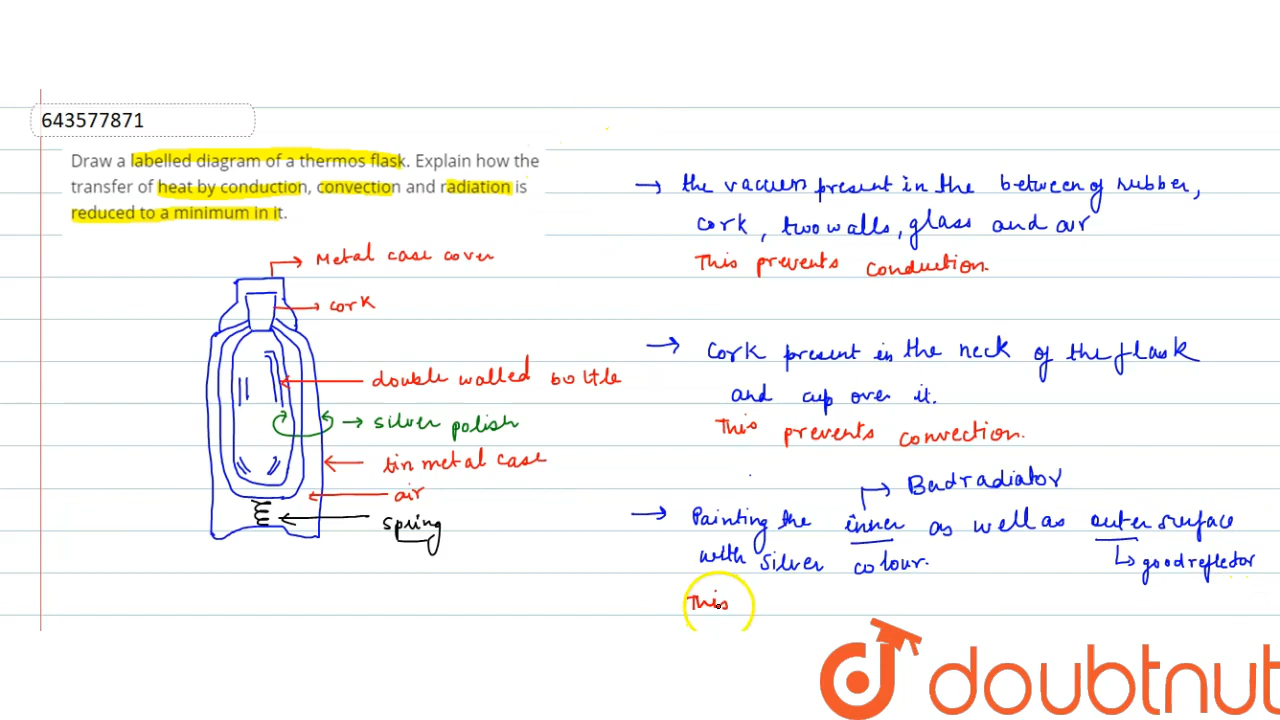 643577871
Draw a labelled diagram of a thermos flask. Explain how the
transfer of heat by conduction, convection and radiation is
reduced to a minimum in it.
Metal case cover
cork
double walled bottle
silver polish
tin metal case
air
spring
the vacuum present in the between of rubber,
cork, two walls, glass and air
This prevents conduction.
cork present in the neck of the flask
and cup over it.
This prevents convection.
Bad radiator
Painting the inner as well as outer surface
with silver colour.
good reflector
This
doubtnut